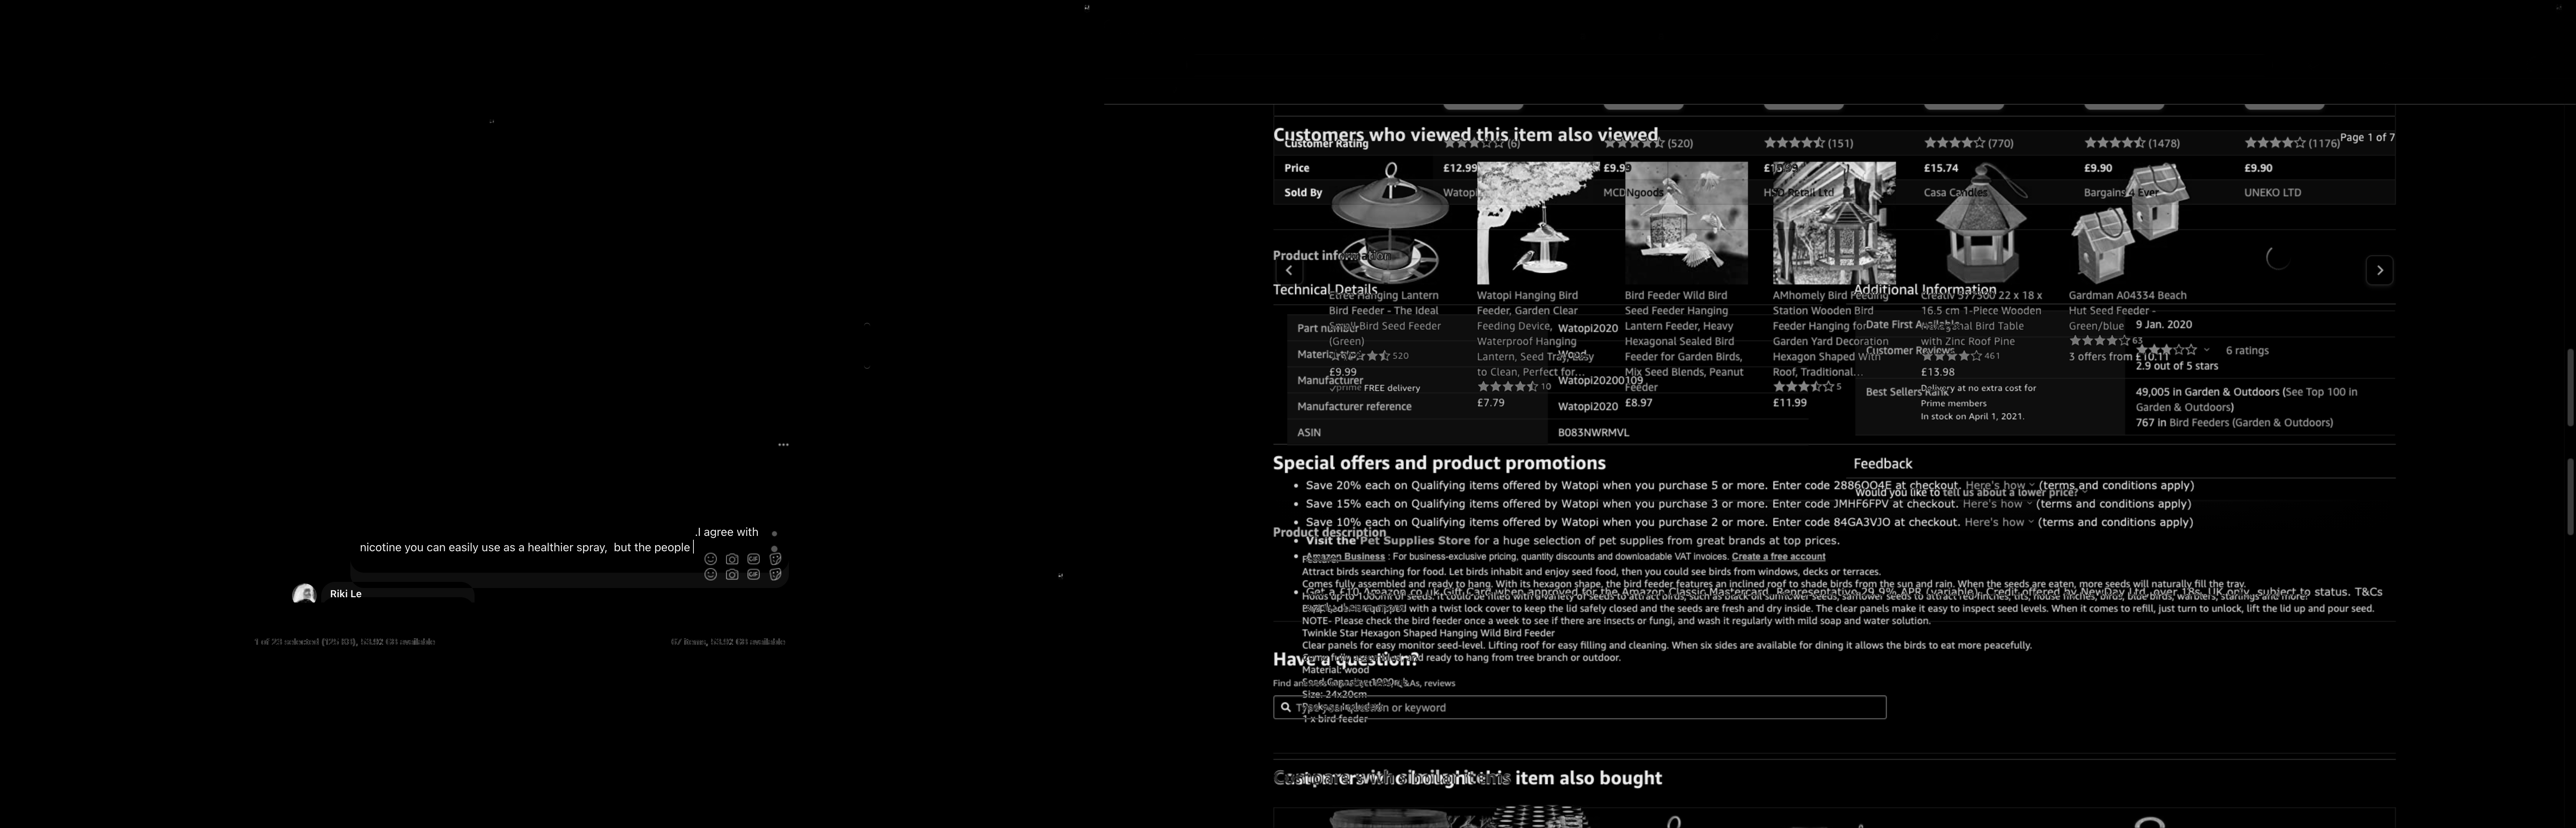 .I agree with
nicotine you can easily use as a healthier spray,  but the people
Riki Le
1 of 23 selected (125 GB), 53.92 GB available
67 items, 53.92 GB available
Customers who viewed this item also viewed
Page 1 of 7
Customer Rating (6) (520) (151) (770) (1478) (1176)
Price £12.99 £9.99 £15.74 £9.90 £9.90
Sold By Watopi MCD Ngoods HSD Retail Ltd Casa Candles Bargains 4 Ever UNEKO LTD
Product information
Technical Details
Part number Watopi2020
Wood
Manufacturer Watopi20200109
Manufacturer reference Watopi2020
ASIN B083NWRMVL
Hanging Lantern
Bird Feeder - The Ideal
Small Bird Seed Feeder
(Green)
520
£9.99
prime FREE delivery
Watopi Hanging Bird
Feeder, Garden Clear
Feeding Device,
Waterproof Hanging
Lantern, Seed Tray, Easy
to Clean, Perfect for…
10
£7.79
Bird Feeder Wild Bird
Seed Feeder Hanging
Lantern Feeder, Heavy
Hexagonal Sealed Bird
Feeder for Garden Birds,
Mix Seed Blends, Peanut
Feeder
£8.97
AMhomely Bird Feeding
Station Wooden Bird
Feeder Hanging for
Garden Yard Decoration
Hexagon Shaped With
Roof, Traditional…
5
£11.99
22 x 18 x
16.5 cm 1-Piece Wooden
Hexagonal Bird Table
with Zinc Roof Pine
461
£13.98
Delivery at no extra cost for
Prime members
In stock on April 1, 2021.
Gardman A04334 Beach
Hut Seed Feeder -
Green/blue
63
3 offers from £10.11
Additional Information
Date First Available 9 Jan. 2020
Customer Reviews 6 ratings
2.9 out of 5 stars
Best Sellers Rank 49,005 in Garden & Outdoors (See Top 100 in
Garden & Outdoors)
767 in Bird Feeders (Garden & Outdoors)
Special offers and product promotions
Feedback
Save 20% each on Qualifying items offered by Watopi when you purchase 5 or more. Enter code 2886OO4E at checkout. Here's how (terms and conditions apply)
Would you like to tell us about a lower price?
Save 15% each on Qualifying items offered by Watopi when you purchase 3 or more. Enter code JMHF6FPV at checkout. Here's how (terms and conditions apply)
Save 10% each on Qualifying items offered by Watopi when you purchase 2 or more. Enter code 84GA3VJO at checkout. Here's how (terms and conditions apply)
Product description
Visit the Pet Supplies Store for a huge selection of pet supplies from great brands at top prices.
Amazon Business : For business-exclusive pricing, quantity discounts and downloadable VAT invoices. Create a free account
Attract birds searching for food. Let birds inhabit and enjoy seed food, then you could see birds from windows, decks or terraces.
Comes fully assembled and ready to hang. With its hexagon shape, the bird feeder features an inclined roof to shade birds from the sun and rain. When the seeds are eaten, more seeds will naturally fill the tray.
Get a £10 Amazon.co.uk Gift Card when approved for the Amazon Classic Mastercard. Representative 29.9% APR (variable). Credit offered by NewDay Ltd, over 18s, UK only, subject to status. T&Cs
with a twist lock cover to keep the lid safely closed and the seeds are fresh and dry inside. The clear panels make it easy to inspect seed levels. When it comes to refill, just turn to unlock, lift the lid up and pour seed.
NOTE- Please check the bird feeder once a week to see if there are insects or fungi, and wash it regularly with mild soap and water solution.
Twinkle Star Hexagon Shaped Hanging Wild Bird Feeder
Clear panels for easy monitor seed-level. Lifting roof for easy filling and cleaning. When six sides are available for dining it allows the birds to eat more peacefully.
and ready to hang from tree branch or outdoor.
Have a question?
Material: wood
Find answers in product info, Q&As, reviews
Size: 24x20cm
Type your question or keyword
1 x bird feeder
item also bought